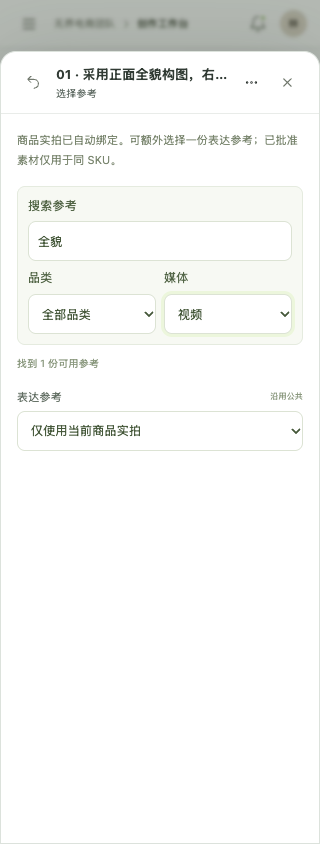 01 · 采用正面全貌构图，右...
选择参考
商品实拍已自动绑定。可额外选择一份表达参考；已批准
素材仅用于同 SKU。
搜索参考
全貌
品类 媒体
全部品类 视频
找到 1 份可用参考
表达参考 沿用公共
仅使用当前商品实拍